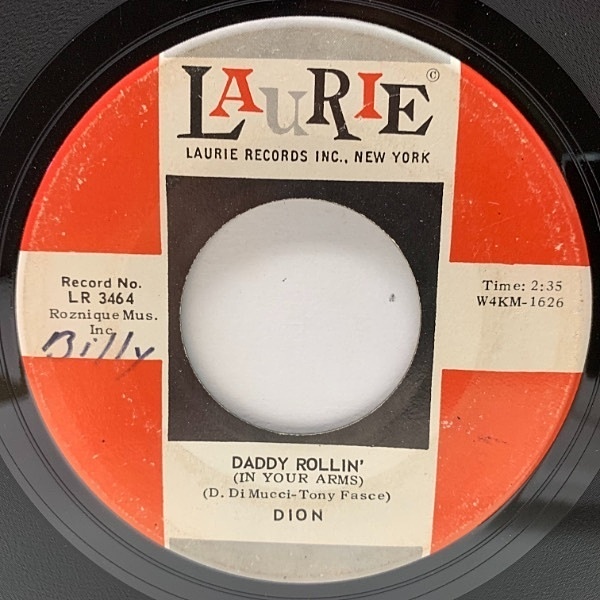 LAuRIE ©
LAURIE RECORDS INC., NEW YORK
Record No.
LR 3464
Roznique Mus.
Inc.
Billy
Time: 2:35
W4KM-1626
DADDY ROLLIN'
(IN YOUR ARMS)
(D. Di Mucci-Tony Fasce)
DION